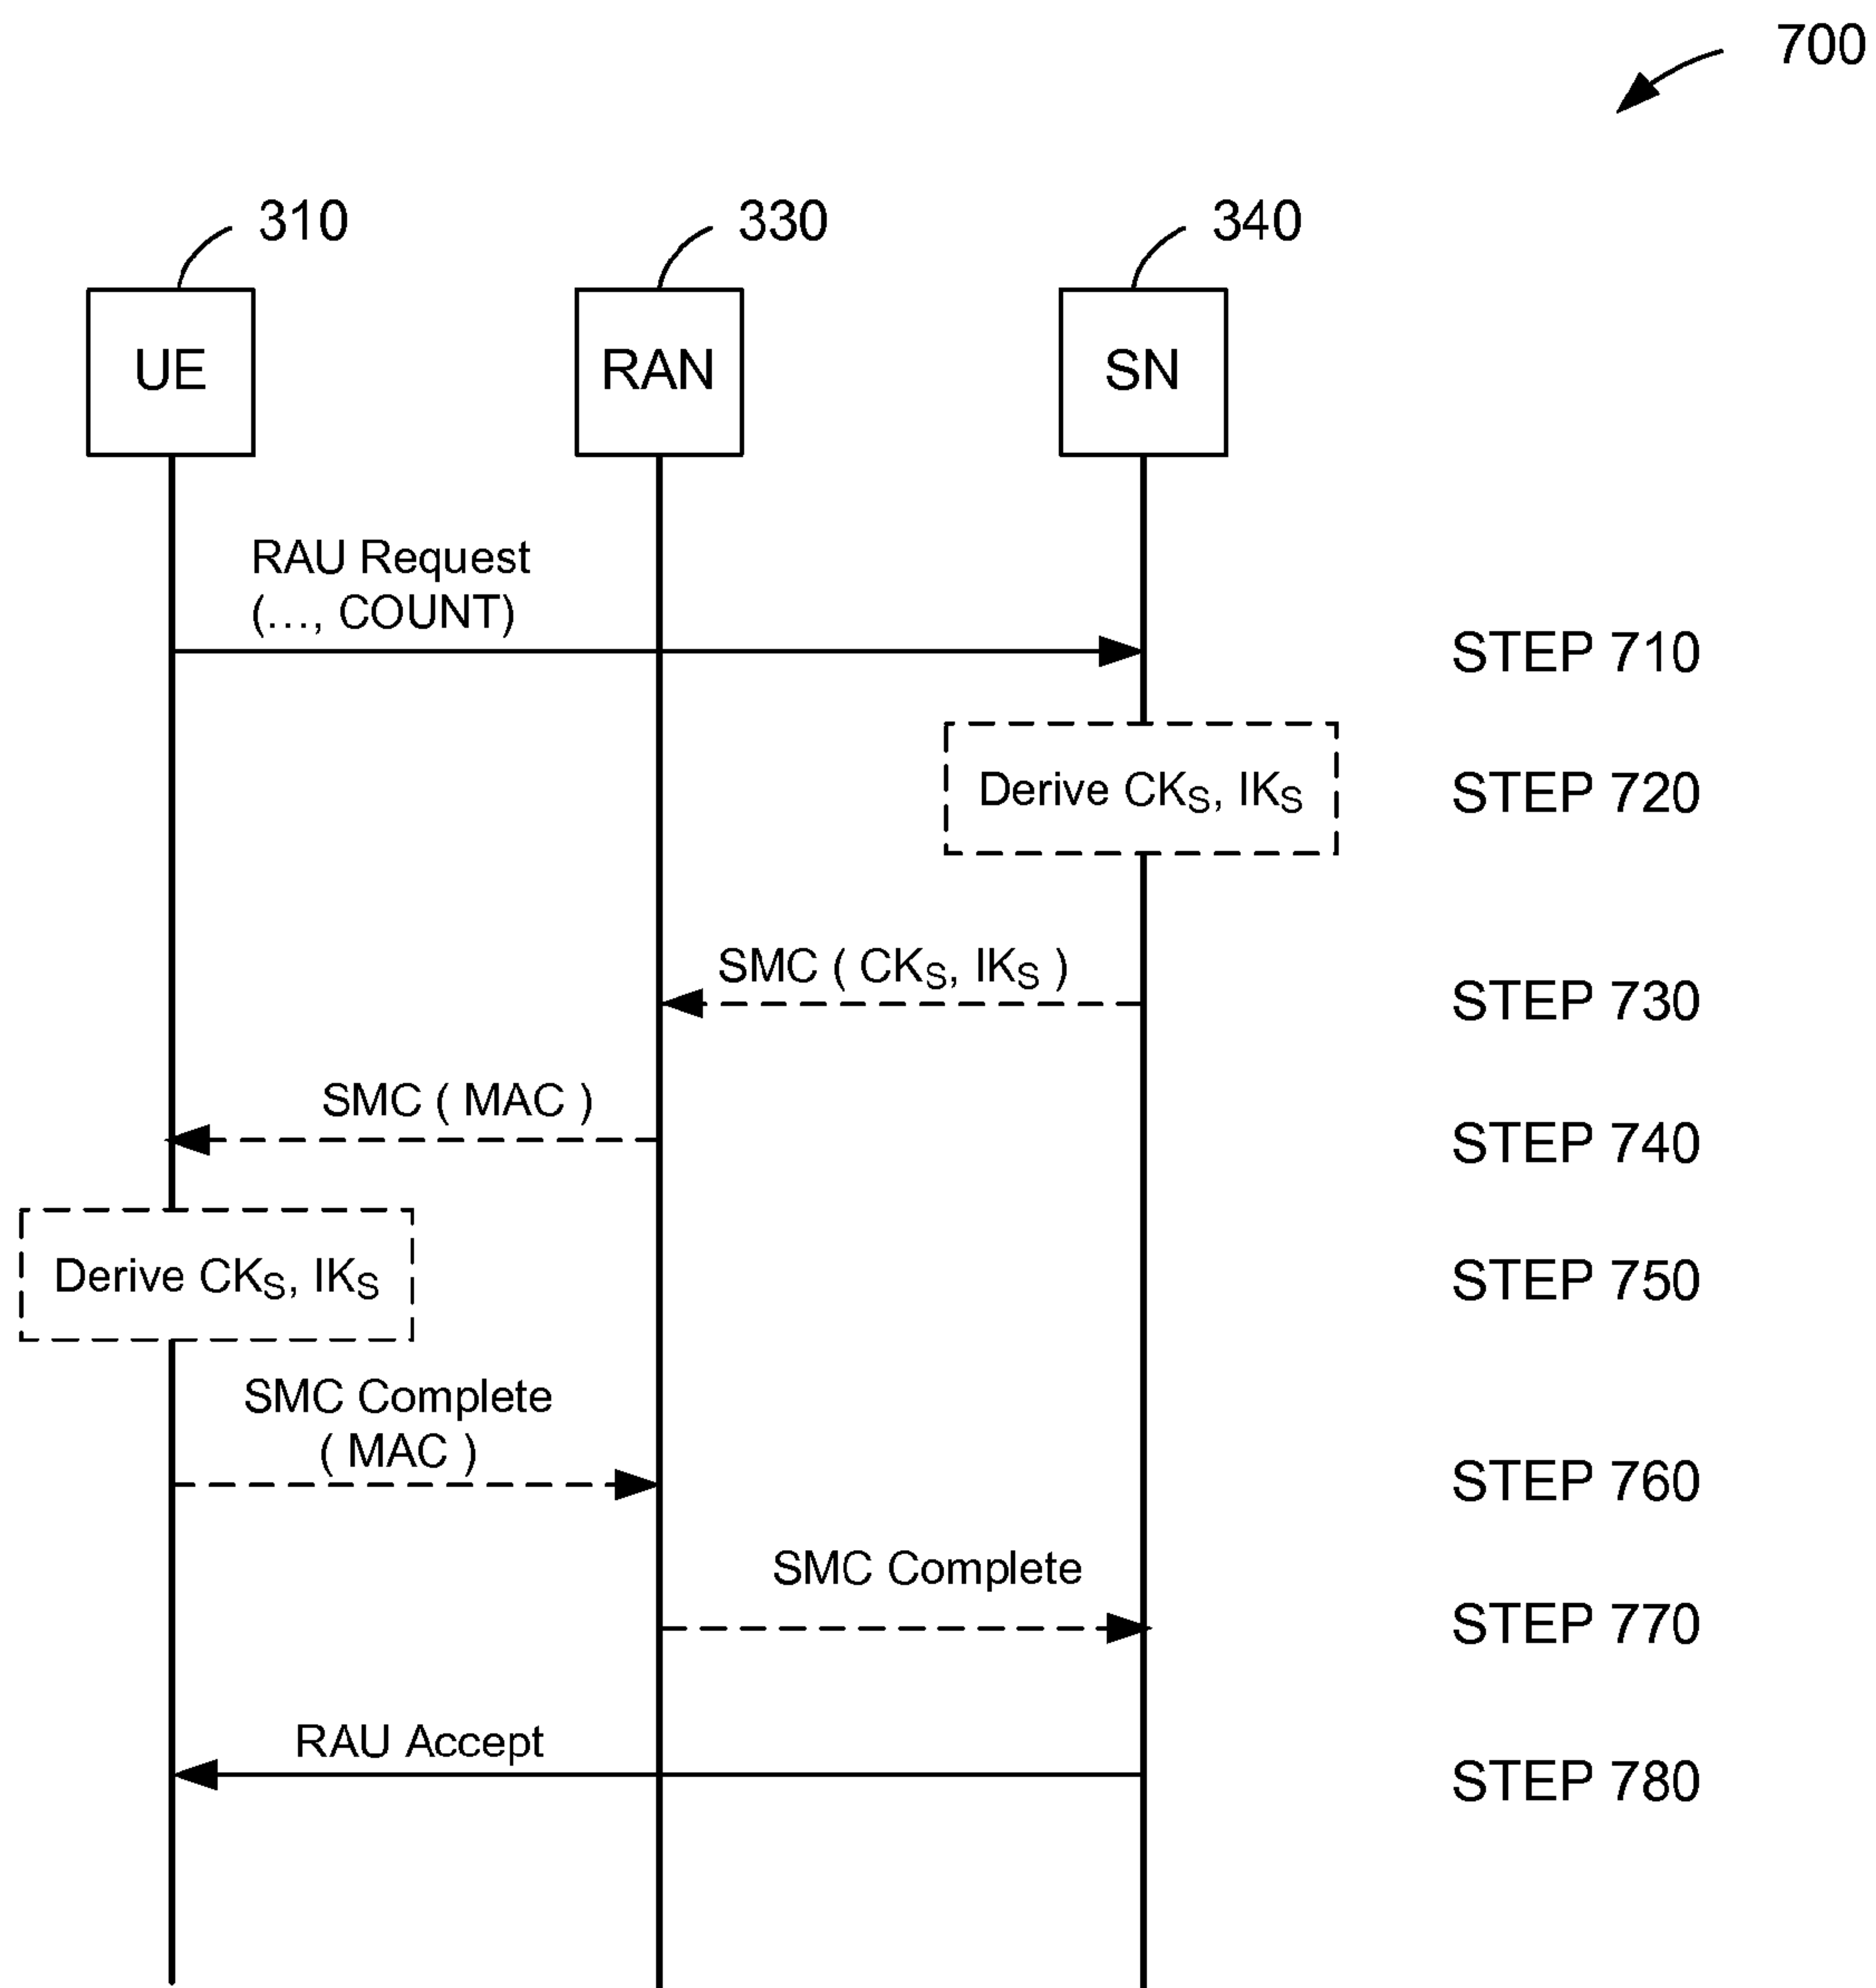 700
310 330 340
UE RAN SN
RAU Request
(..., COUNT)
STEP 710
Derive CKS, IKS STEP 720
SMC ( CKS, IKS )
STEP 730
SMC ( MAC )
STEP 740
Derive CKS, IKS STEP 750
SMC Complete
( MAC )
STEP 760
SMC Complete
STEP 770
RAU Accept
STEP 780